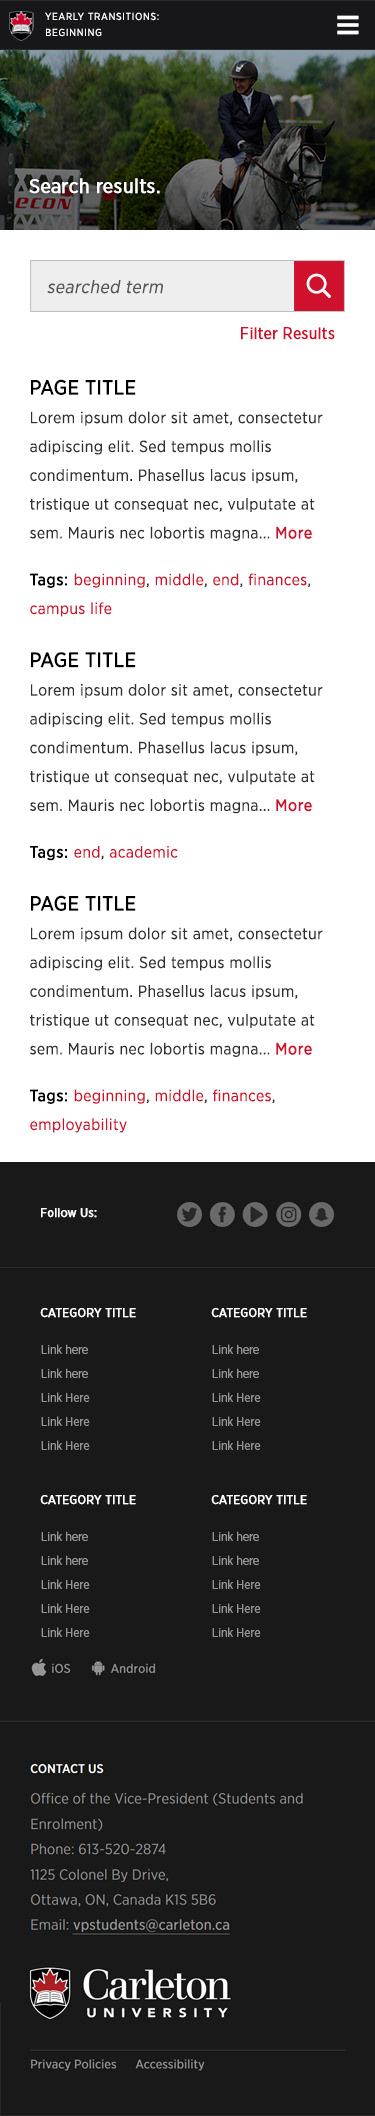 YEARLY TRANSITIONS:
BEGINNING
econ
Search results.
searched term
Filter Results
PAGE TITLE
Lorem ipsum dolor sit amet, consectetur
adipiscing elit. Sed tempus mollis
condimentum. Phasellus lacus ipsum,
tristique ut consequat nec, vulputate at
sem. Mauris nec lobortis magna... More
Tags: beginning, middle, end, finances,
campus life
PAGE TITLE
Lorem ipsum dolor sit amet, consectetur
adipiscing elit. Sed tempus mollis
condimentum. Phasellus lacus ipsum,
tristique ut consequat nec, vulputate at
sem. Mauris nec lobortis magna... More
Tags: end, academic
PAGE TITLE
Lorem ipsum dolor sit amet, consectetur
adipiscing elit. Sed tempus mollis
condimentum. Phasellus lacus ipsum,
tristique ut consequat nec, vulputate at
sem. Mauris nec lobortis magna... More
Tags: beginning, middle, finances,
employability
Follow Us:
CATEGORY TITLE
Link here
Link here
Link Here
Link Here
Link Here
CATEGORY TITLE
Link here
Link here
Link Here
Link Here
Link Here
CATEGORY TITLE
Link here
Link here
Link Here
Link Here
Link Here
CATEGORY TITLE
Link here
Link here
Link Here
Link Here
Link Here
iOS Android
CONTACT US
Office of the Vice-President (Students and
Enrolment)
Phone: 613-520-2874
1125 Colonel By Drive,
Ottawa, ON, Canada K1S 5B6
Email: vpstudents@carleton.ca
Carleton
UNIVERSITY
Privacy Policies Accessibility